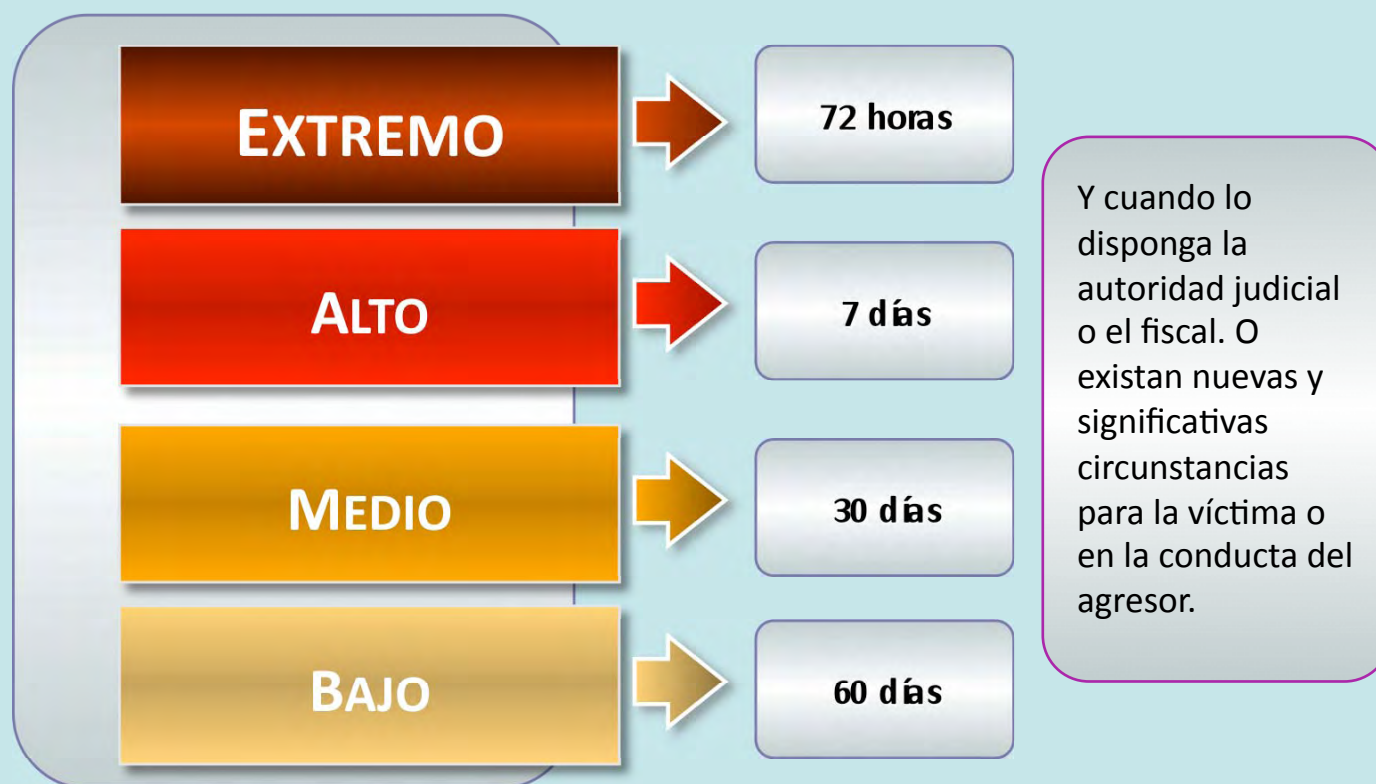 EXTREMO
72 horas
ALTO
7 días
MEDIO
30 días
BAJO
60 días
Y cuando lo
disponga la
autoridad judicial
o el fiscal. O
existan nuevas y
significativas
circunstancias
para la víctima o
en la conducta del
agresor.